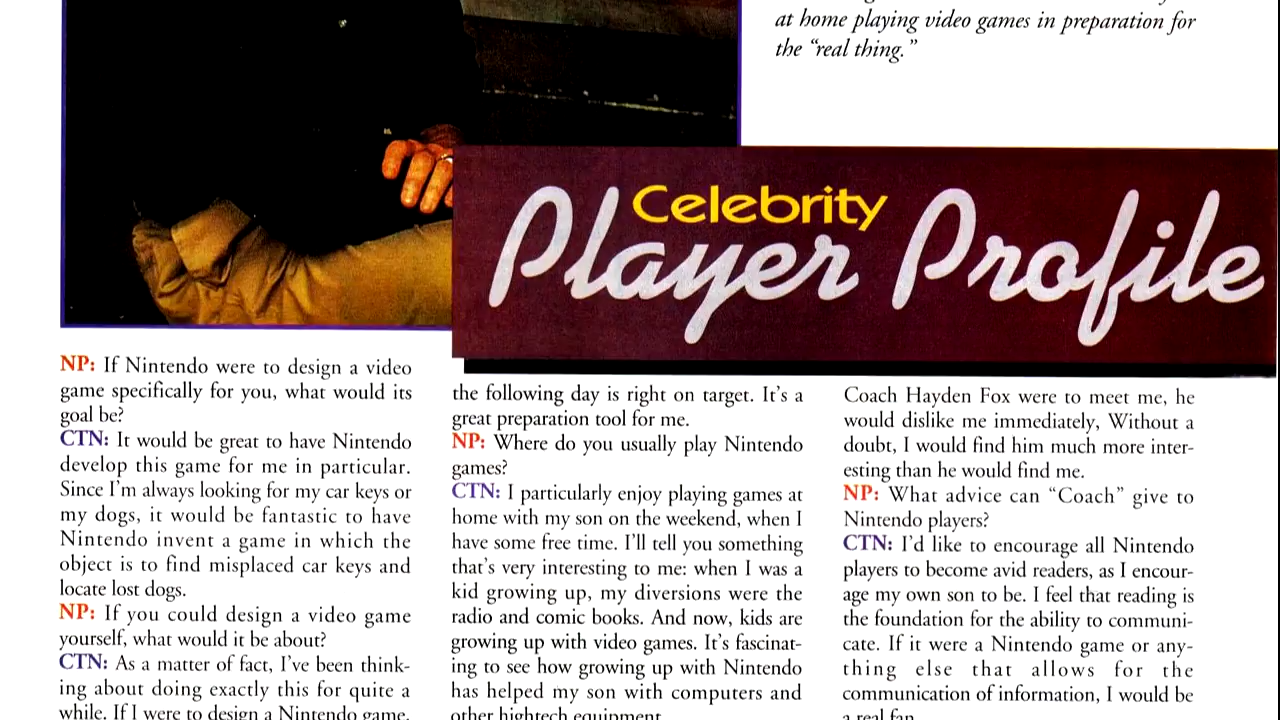 at home playing video games in preparation for
the “real thing.”
Celebrity
Player Profile
NP: If Nintendo were to design a video
game specifically for you, what would its
goal be?
CTN: It would be great to have Nintendo
develop this game for me in particular.
Since I'm always looking for my car keys or
my dogs, it would be fantastic to have
Nintendo invent a game in which the
object is to find misplaced car keys and
locate lost dogs.
NP: If you could design a video game
yourself, what would it be about?
CTN: As a matter of fact, I've been think-
ing about doing exactly this for quite a
while. If I were to design a Nintendo game,
the following day is right on target. It's a
great preparation tool for me.
NP: Where do you usually play Nintendo
games?
CTN: I particularly enjoy playing games at
home with my son on the weekend, when I
have some free time. I'll tell you something
that's very interesting to me: when I was a
kid growing up, my diversions were the
radio and comic books. And now, kids are
growing up with video games. It's fascinat-
ing to see how growing up with Nintendo
has helped my son with computers and
other hightech equipment.
Coach Hayden Fox were to meet me, he
would dislike me immediately, Without a
doubt, I would find him much more inter-
esting than he would find me.
NP: What advice can “Coach” give to
Nintendo players?
CTN: I'd like to encourage all Nintendo
players to become avid readers, as I encour-
age my own son to be. I feel that reading is
the foundation for the ability to communi-
cate. If it were a Nintendo game or any-
thing else that allows for the
communication of information, I would be
a real fan.